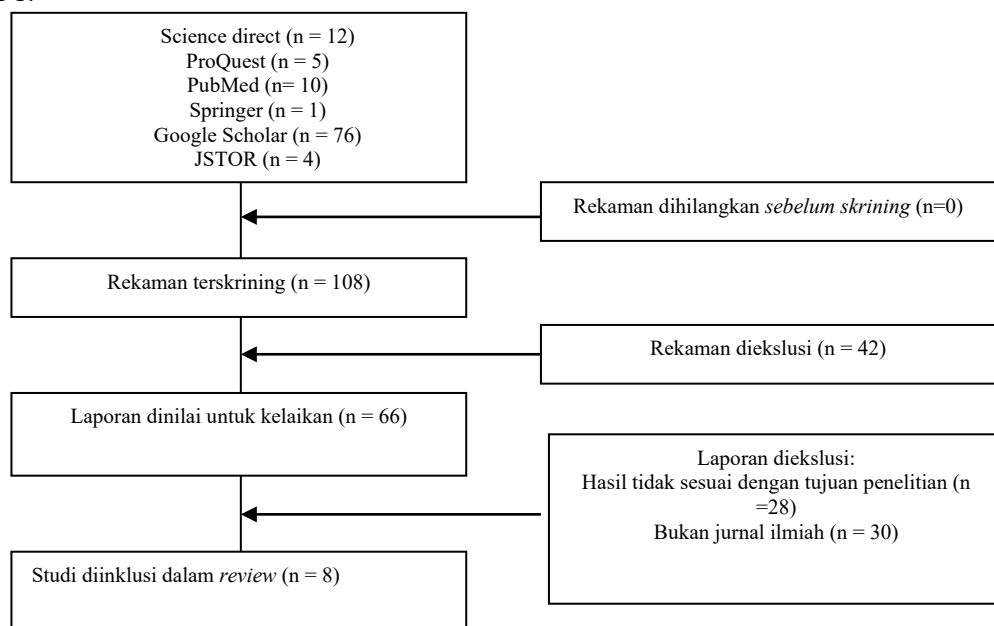 Science direct (n = 12)
ProQuest (n = 5)
PubMed (n= 10)
Springer (n = 1)
Google Scholar (n = 76)
JSTOR (n = 4)
Rekaman dihilangkan sebelum skrining (n=0)
Rekaman terskrining (n = 108)
Rekaman diekslusi (n = 42)
Laporan dinilai untuk kelaikan (n = 66)
Laporan diekslusi:
Hasil tidak sesuai dengan tujuan penelitian (n
=28)
Bukan jurnal ilmiah (n = 30)
Studi diinklusi dalam review (n = 8)